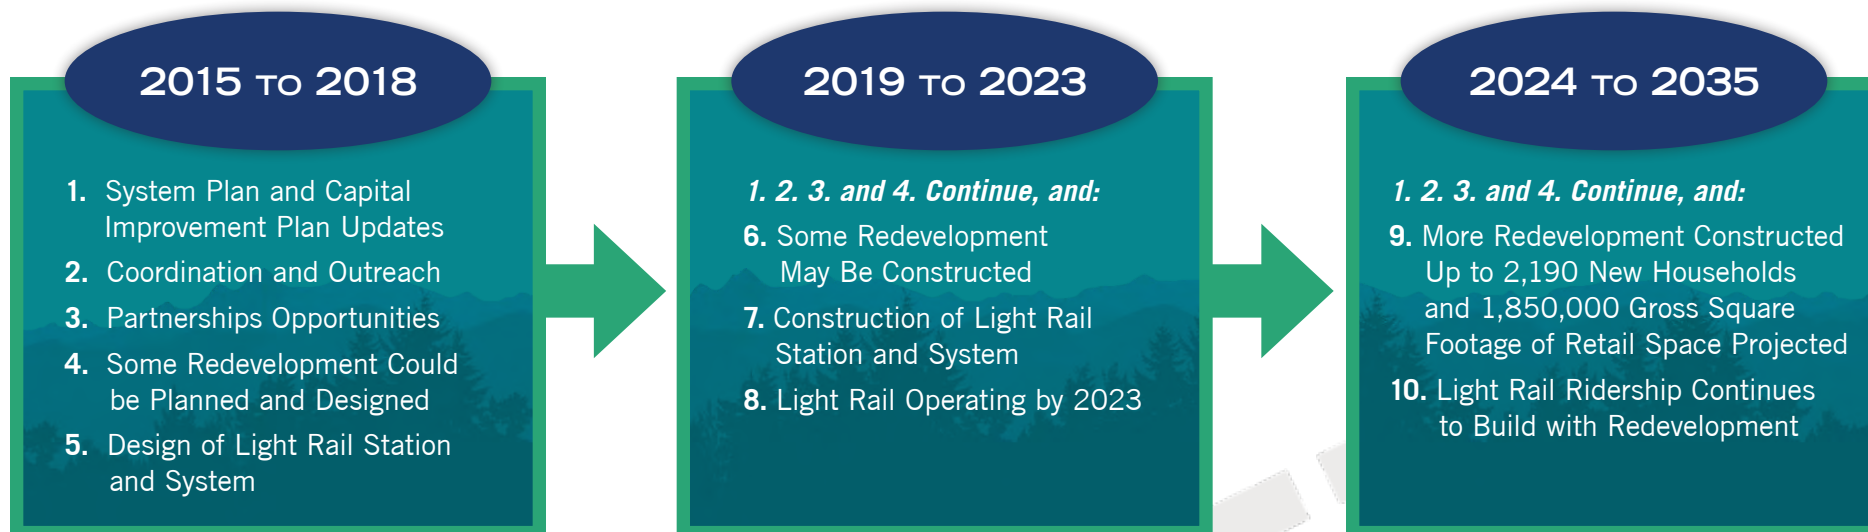 2015 TO 2018
1. System Plan and Capital
Improvement Plan Updates
2. Coordination and Outreach
3. Partnerships Opportunities
4. Some Redevelopment Could
be Planned and Designed
5. Design of Light Rail Station
and System
2019 TO 2023
1. 2. 3. and 4. Continue, and:
6. Some Redevelopment
May Be Constructed
7. Construction of Light Rail
Station and System
8. Light Rail Operating by 2023
2024 TO 2035
1. 2. 3. and 4. Continue, and:
9. More Redevelopment Constructed
Up to 2,190 New Households
and 1,850,000 Gross Square
Footage of Retail Space Projected
10. Light Rail Ridership Continues
to Build with Redevelopment